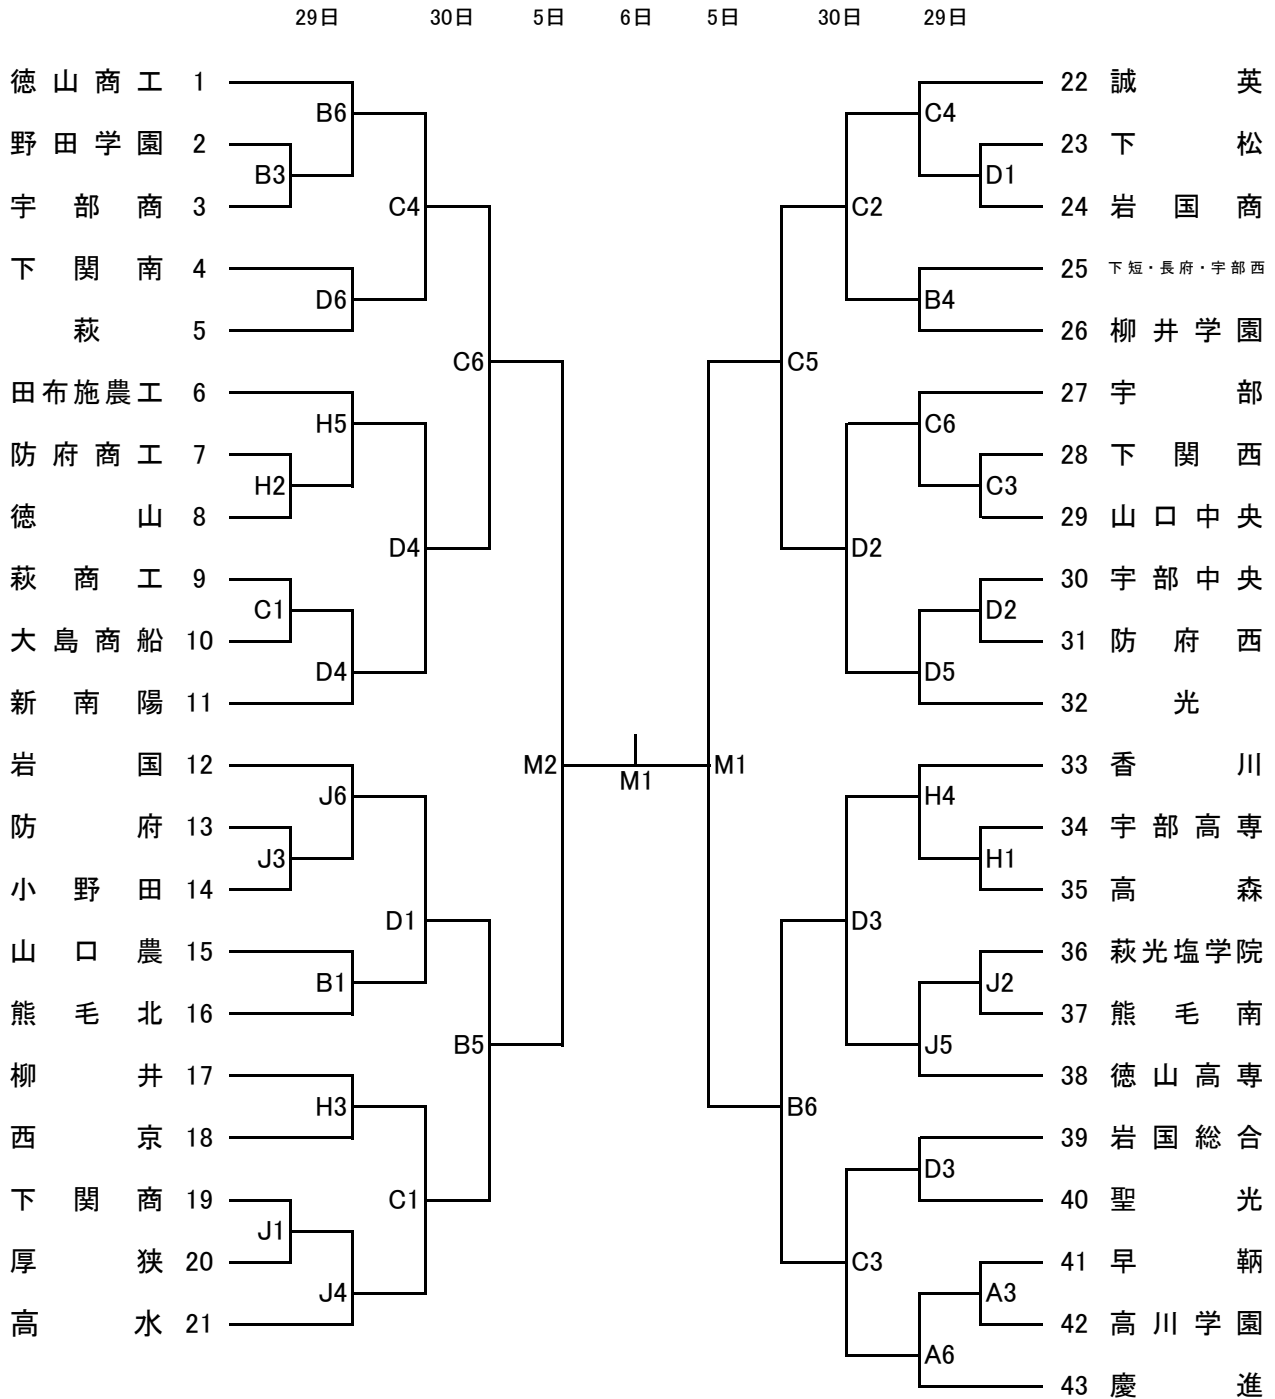 29日 30日 5日 6日 5日 30日 29日
徳山商工 1
22 誠英
B6
C4
野田学園 2
23 下松
B3
D1
宇部商 3
C4
C2
24 岩国商
下関南 4
25 下短・長府・宇部西
D6
B4
萩 5
26 柳井学園
C6
C5
田布施農工 6
27 宇部
H5
C6
防府商工 7
28 下関西
H2
C3
徳山 8
29 山口中央
D4
D2
萩商工 9
30 宇部中央
C1
D2
大島商船 10
31 防府西
D4
D5
新南陽 11
32 光
岩国 12
M2
M1
M1
33 香川
J6
H4
防府 13
34 宇部高専
J3
H1
小野田 14
35 高森
D1
D3
山口農 15
36 萩光塩学院
B1
J2
熊毛北 16
37 熊毛南
B5
J5
柳井 17
38 徳山高専
H3
B6
西京 18
39 岩国総合
D3
下関商 19
C1
40 聖光
J1
厚狭 20
C3
41 早鞆
J4
A3
高水 21
42 高川学園
A6
43 慶進